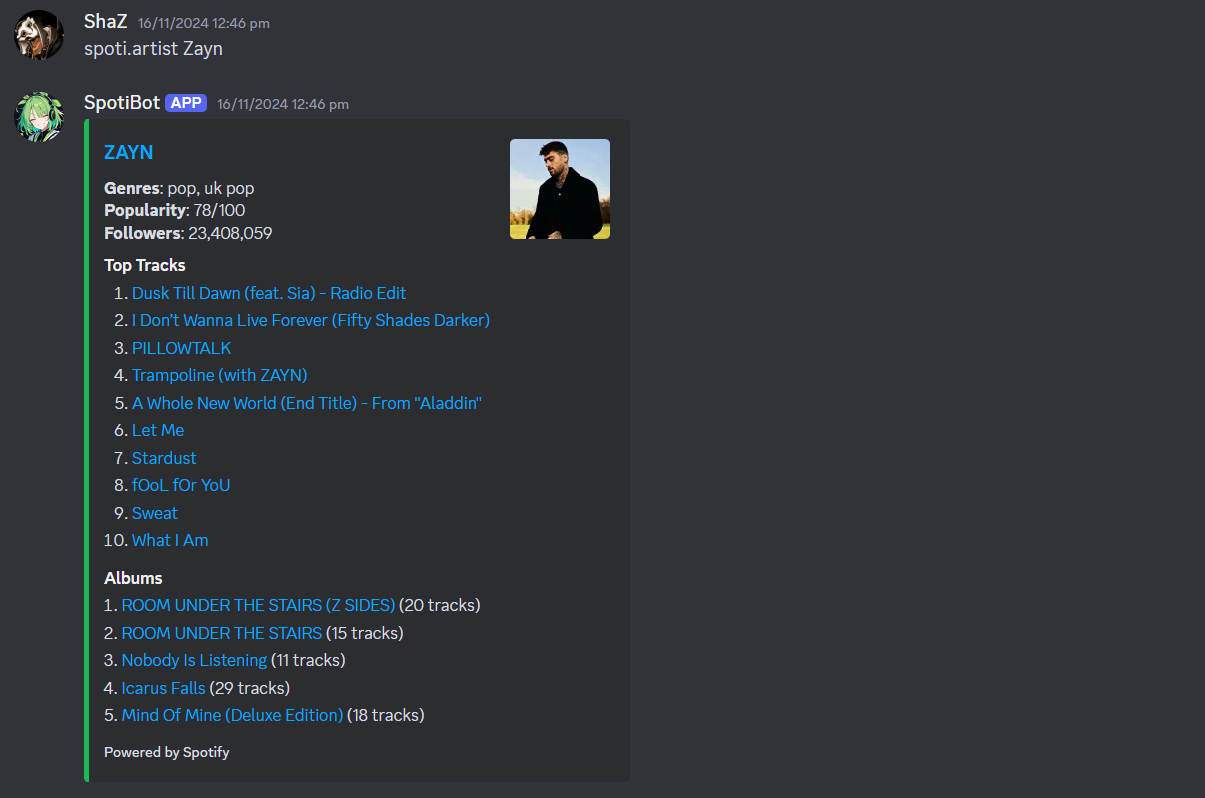 ShaZ 16/11/2024 12:46 pm
spoti.artist Zayn
SpotiBot APP 16/11/2024 12:46 pm
ZAYN
Genres: pop, uk pop
Popularity: 78/100
Followers: 23,408,059
Top Tracks
1. Dusk Till Dawn (feat. Sia) - Radio Edit
2. I Don’t Wanna Live Forever (Fifty Shades Darker)
3. PILLOWTALK
4. Trampoline (with ZAYN)
5. A Whole New World (End Title) - From "Aladdin"
6. Let Me
7. Stardust
8. fOoL fOr YoU
9. Sweat
10. What I Am
Albums
1. ROOM UNDER THE STAIRS (Z SIDES) (20 tracks)
2. ROOM UNDER THE STAIRS (15 tracks)
3. Nobody Is Listening (11 tracks)
4. Icarus Falls (29 tracks)
5. Mind Of Mine (Deluxe Edition) (18 tracks)
Powered by Spotify